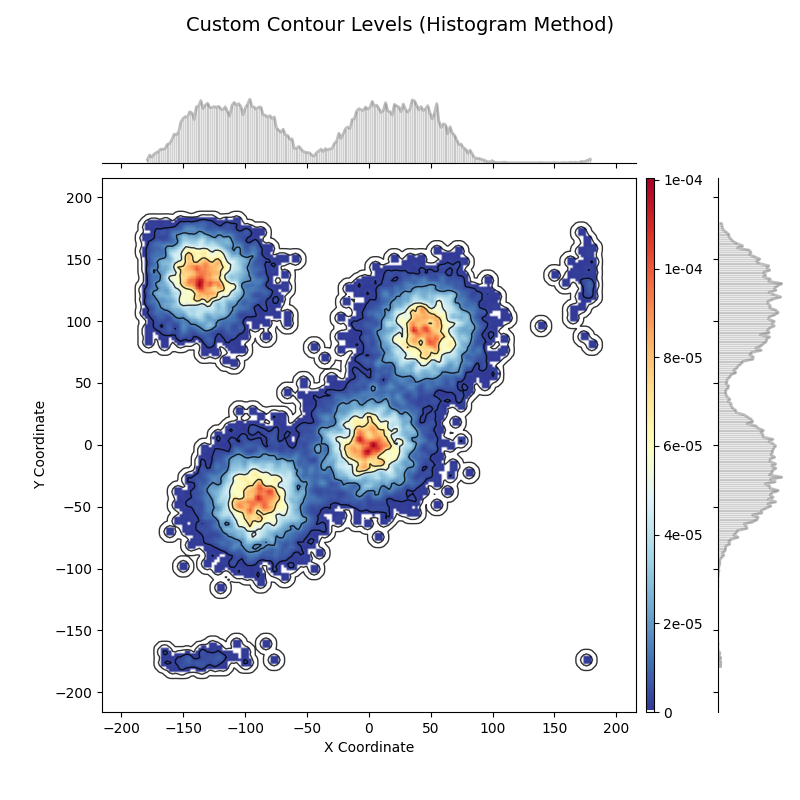 Custom Contour Levels (Histogram Method)
200
150
100
50
0
−50
−100
−150
−200
Y Coordinate
−200 −150 −100 −50 0 50 100 150 200
X Coordinate
1e-04
1e-04
8e-05
6e-05
4e-05
2e-05
0